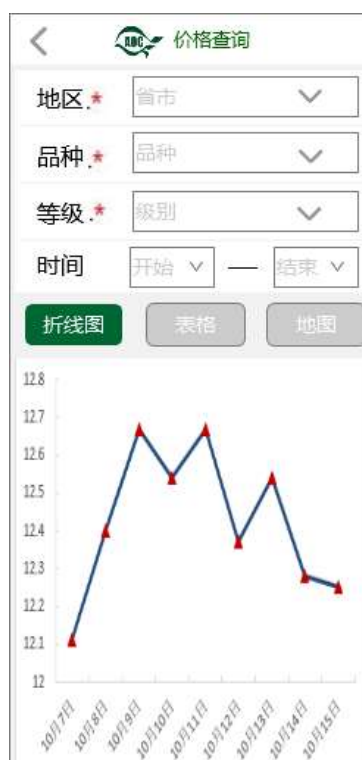 AOC 价格查询
地区.* 省市
品种.* 品种
等级.* 级别
时间 开始 — 结束
折线图 表格 地图
12.8
12.7
12.6
12.5
12.4
12.3
12.2
12.1
12
10月7日 10月8日 10月9日 10月10日 10月11日 10月12日 10月13日 10月14日 10月15日